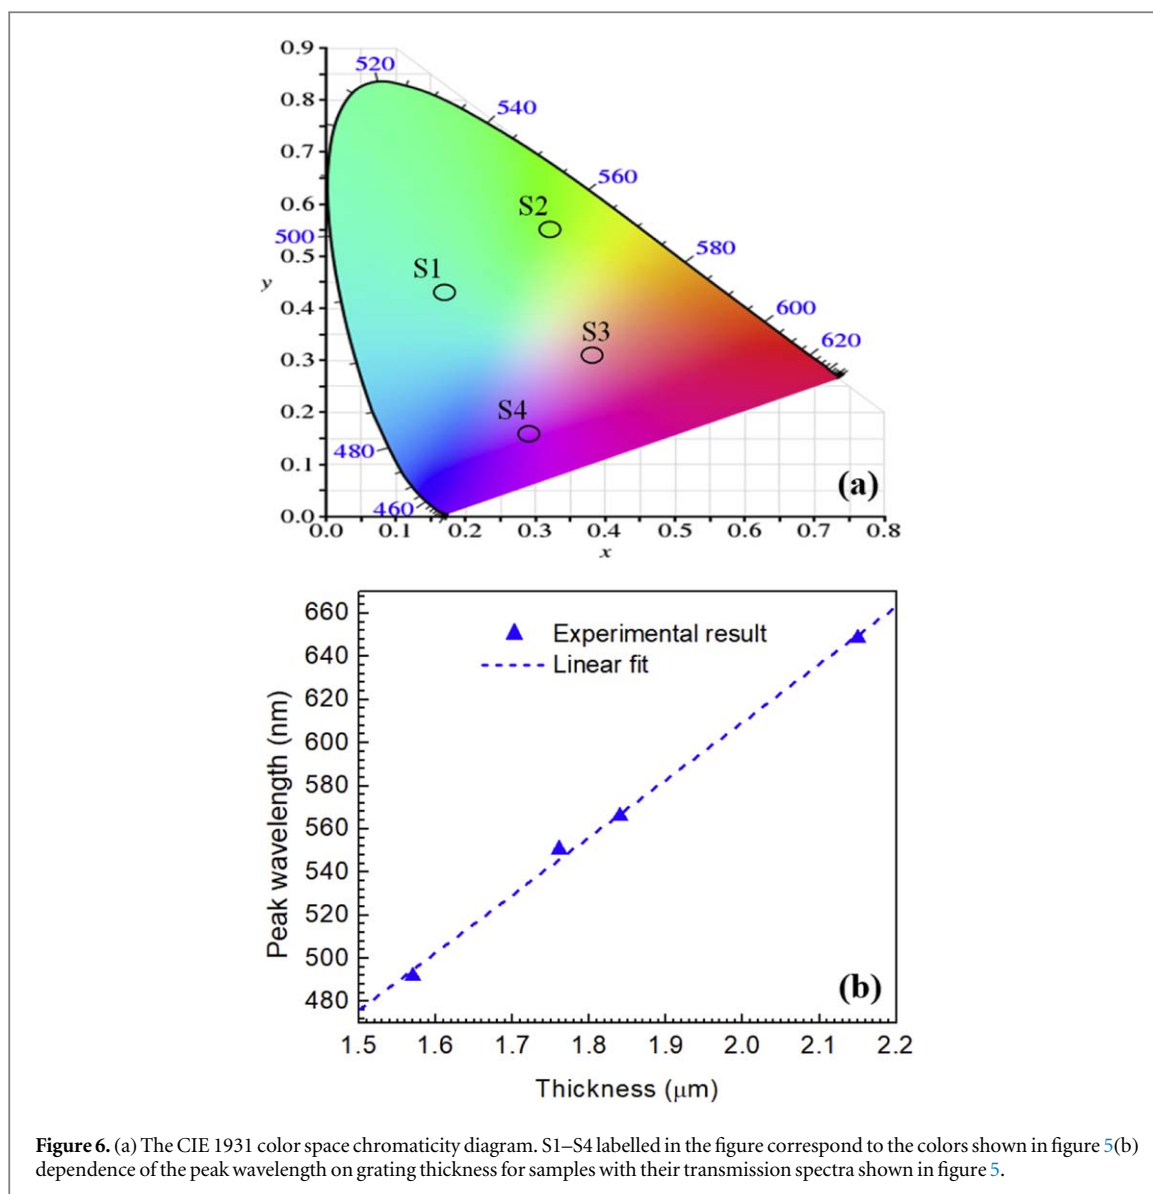 0.9
520
0.8
540
0.7
560
0.6
S2
500
580
0.5
S1
y
0.4
600
S3
620
0.3
S4
0.2
480
0.1
(a)
460
0.0
0.0 0.1 0.2 0.3 0.4 0.5 0.6 0.7 0.8
x
660
Experimental result
640
Linear fit
620
600
580
560
540
520
500
480
Peak wavelength (nm)
(b)
1.5 1.6 1.7 1.8 1.9 2.0 2.1 2.2
Thickness (μm)
Figure 6. (a) The CIE 1931 color space chromaticity diagram. S1–S4 labelled in the figure correspond to the colors shown in figure 5(b)
dependence of the peak wavelength on grating thickness for samples with their transmission spectra shown in figure 5.